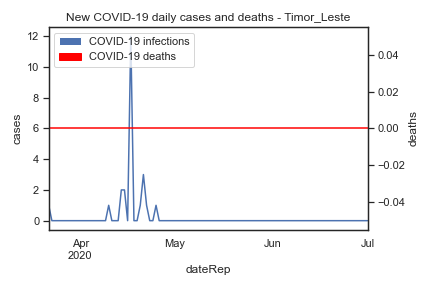 New COVID-19 daily cases and deaths - Timor_Leste
COVID-19 infections
COVID-19 deaths
12
10
8
6
4
2
0
cases
0.04
0.02
0.00
−0.02
−0.04
deaths
Apr
2020
May
Jun
Jul
dateRep